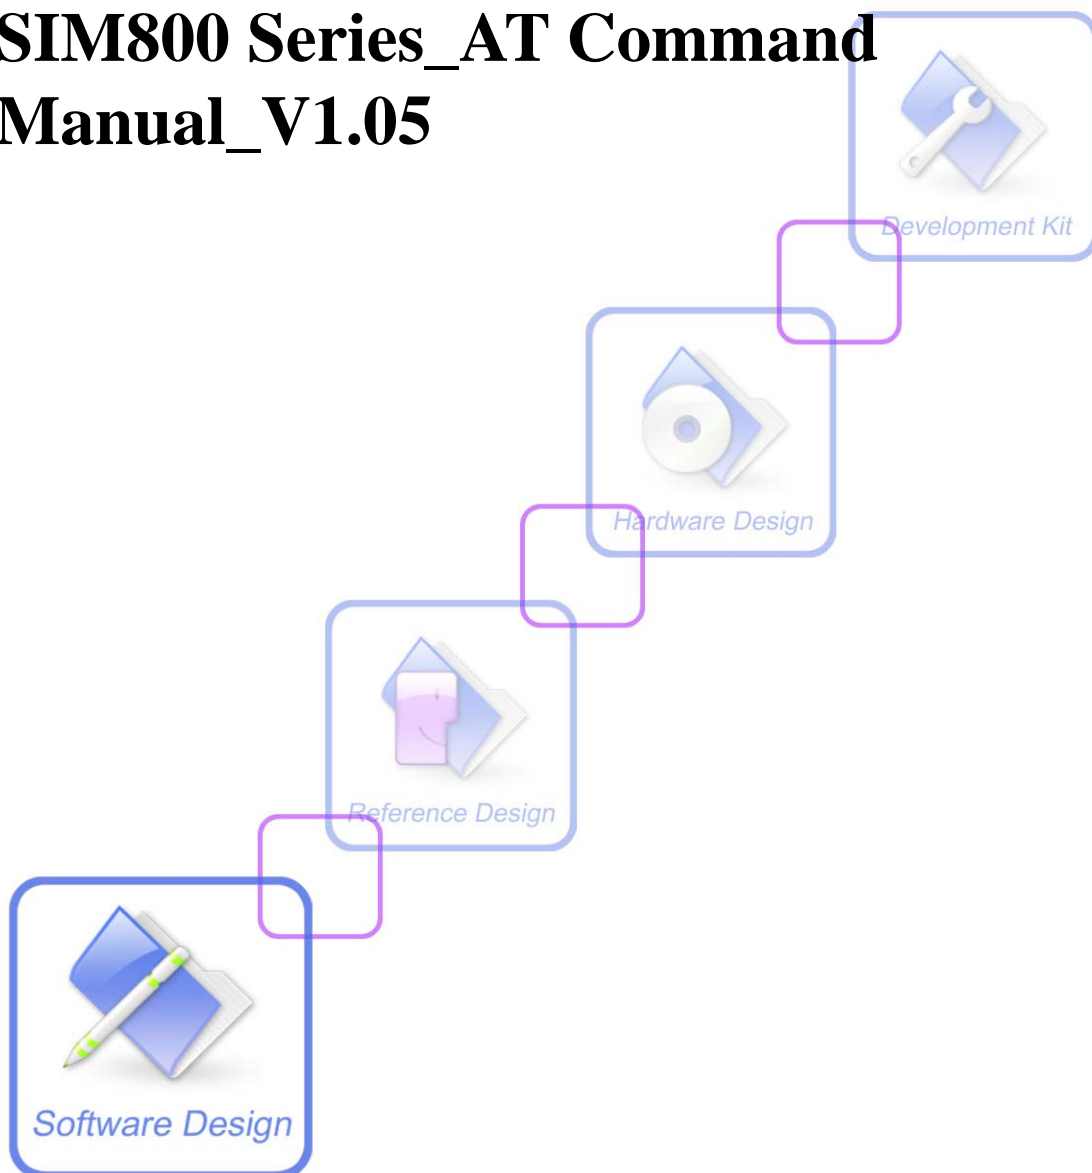 SIM800 Series_AT Command
Manual_V1.05
Development Kit
Hardware Design
Reference Design
Software Design